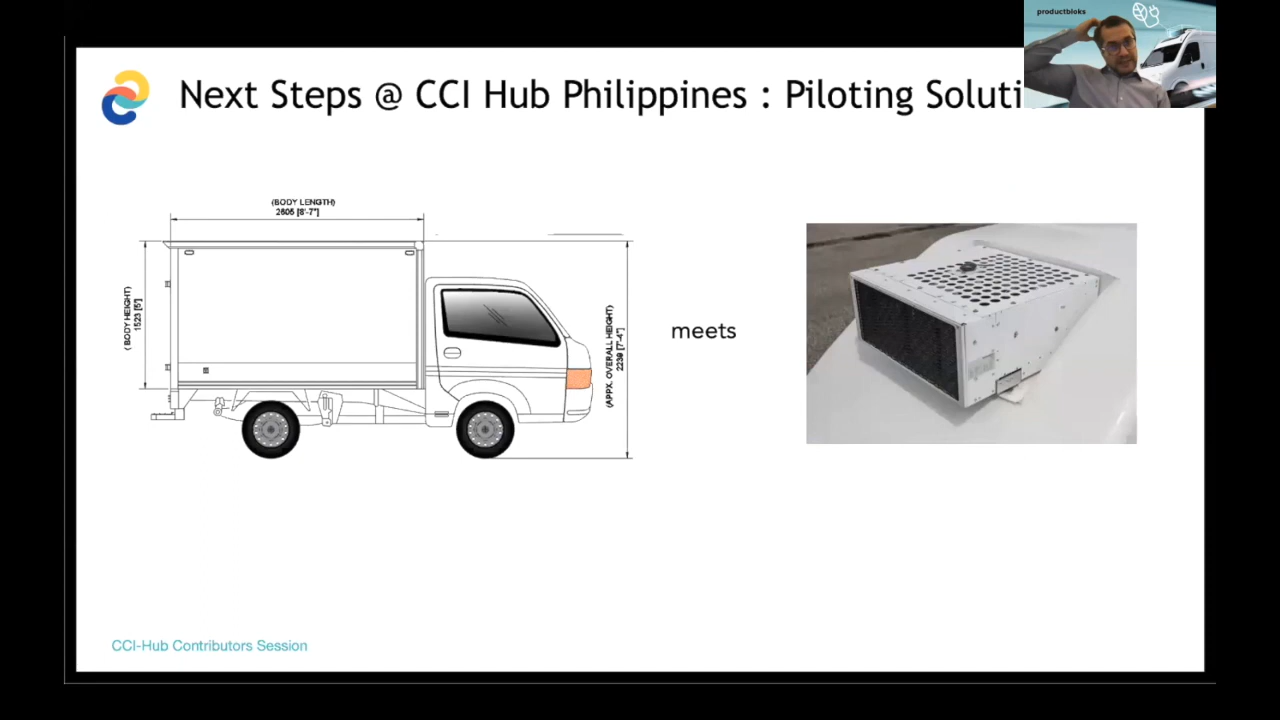 productbloks
Next Steps @ CCI Hub Philippines : Piloting Soluti
(BODY LENGTH)
2605 [8'-7"]
(BODY HEIGHT)
1523 [5']
(APPX. OVERALL HEIGHT)
2239 [7'-4"]
meets
CCI-Hub Contributors Session